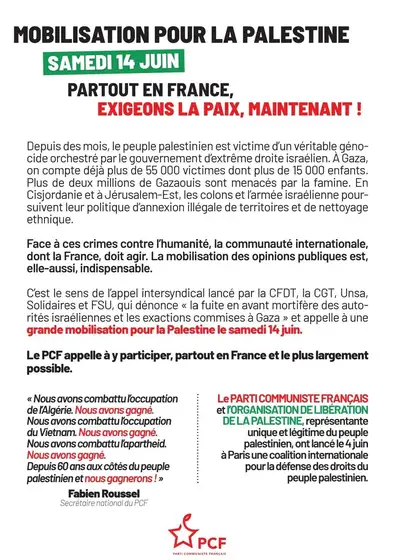 MOBILISATION POUR LA PALESTINE
SAMEDI 14 JUIN
PARTOUT EN FRANCE,
EXIGEONS LA PAIX, MAINTENANT !
Depuis des mois, le peuple palestinien est victime d’un véritable géno-
cide orchestré par le gouvernement d’extrême droite israélien. À Gaza,
on compte déjà plus de 55 000 victimes dont plus de 15 000 enfants.
Plus de deux millions de Gazaouis sont menacés par la famine. En
Cisjordanie et à Jérusalem-Est, les colons et l’armée israélienne pour-
suivent leur politique d’annexion illégale de territoires et de nettoyage
ethnique.
Face à ces crimes contre l’humanité, la communauté internationale,
dont la France, doit agir. La mobilisation des opinions publiques est,
elle-aussi, indispensable.
C’est le sens de l’appel intersyndical lancé par la CFDT, la CGT, Unsa,
Solidaires et FSU, qui dénonce « la fuite en avant mortifère des auto-
rités israéliennes et les exactions commises à Gaza » et appelle à une
grande mobilisation pour la Palestine le samedi 14 juin.
Le PCF appelle à y participer, partout en France et le plus largement
possible.
« Nous avons combattu l’occupation
de l’Algérie. Nous avons gagné.
Nous avons combattu l’occupation
du Vietnam. Nous avons gagné.
Nous avons combattu l’apartheid.
Nous avons gagné.
Depuis 60 ans aux côtés du peuple
palestinien et nous gagnerons ! »
Fabien Roussel
Secrétaire national du PCF
Le PARTI COMMUNISTE FRANÇAIS
et l’ORGANISATION DE LIBÉRATION
DE LA PALESTINE, représentante
unique et légitime du peuple
palestinien, ont lancé le 4 juin
à Paris une coalition internationale
pour la défense des droits du
peuple palestinien.
PCF
PARTI COMMUNISTE FRANÇAIS